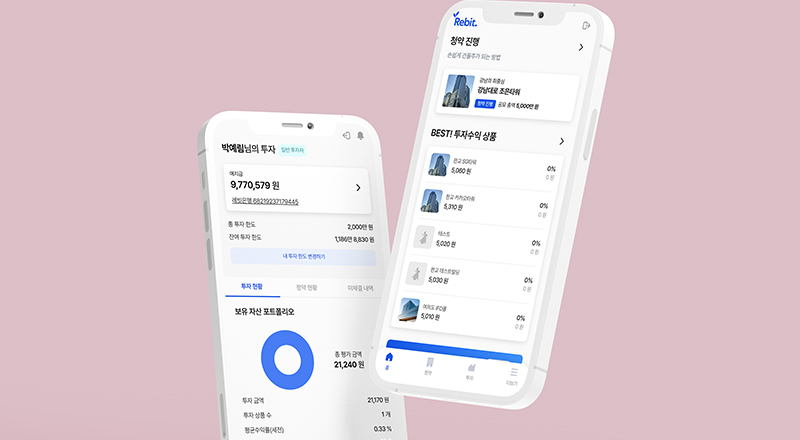 박예림님의 투자 일반 투자자
예치금
9,770,579 원
레빗은행 68219237179445
총 투자 한도 2,000만 원
잔여 투자 한도 1,186만 8,830 원
내 투자 한도 변경하기
투자 현황 청약 현황 미체결 내역
보유 자산 포트폴리오
총 평가 금액
21,240 원
투자 금액 21,170 원
투자 상품 수 1 개
평균수익률(세전) 0.33 %
Rebit.
청약 진행
손쉽게 건물주가 되는 방법
강남의 최중심
강남대로 조은타워
청약 진행 공모 총액 5,000만 원
BEST! 투자수익 상품
판교 SG타워 0%
5,060 원 0 원
판교 카카오타워 0%
5,310 원 0 원
테스트 0%
5,020 원 0 원
판교 테스트빌딩 0%
5,030 원 0 원
여의도 IFC몰 0%
5,010 원 0 원
홈 청약 투자 더보기